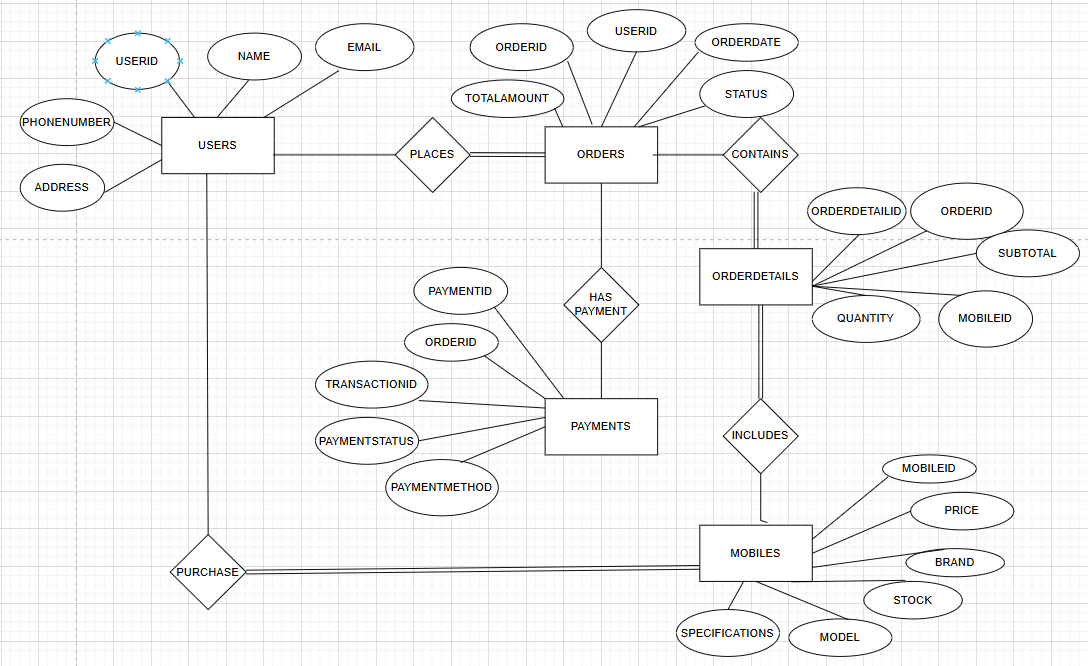 USERID
NAME
EMAIL
PHONENUMBER
ADDRESS
USERS
PLACES
ORDERID
USERID
ORDERDATE
TOTALAMOUNT
STATUS
ORDERS
CONTAINS
ORDERDETAILID
ORDERID
SUBTOTAL
ORDERDETAILS
QUANTITY
MOBILEID
HAS
PAYMENT
PAYMENTID
ORDERID
TRANSACTIONID
PAYMENTSTATUS
PAYMENTMETHOD
PAYMENTS
INCLUDES
MOBILEID
PRICE
BRAND
STOCK
MODEL
SPECIFICATIONS
MOBILES
PURCHASE